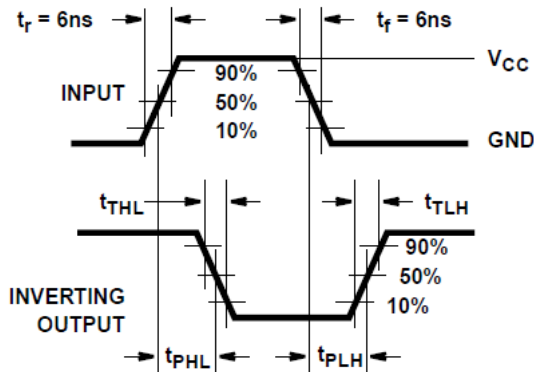 tr = 6ns
tf = 6ns
VCC
90%
INPUT
50%
10%
GND
tTHL
tTLH
90%
50%
INVERTING
OUTPUT
10%
tPHL
tPLH